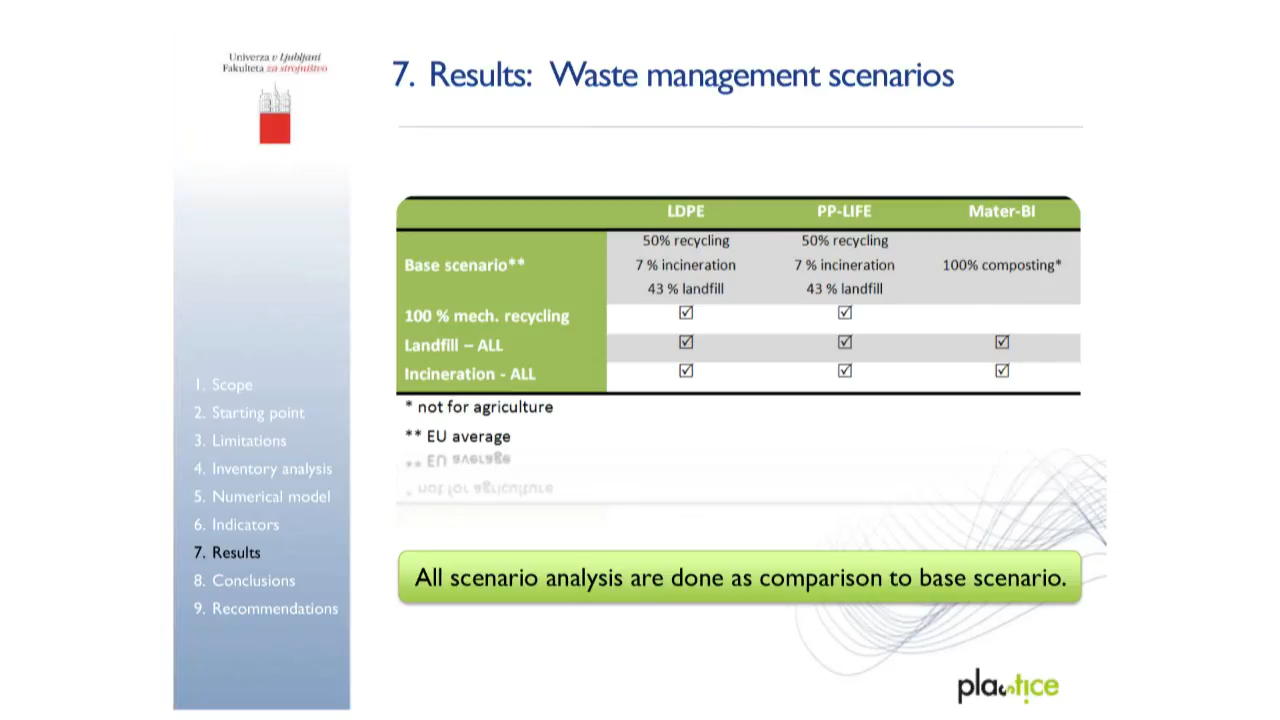 Univerza v Ljubljani
Fakulteta za strojništvo
7. Results: Waste management scenarios
LDPE PP-LIFE Mater-BI
Base scenario**
50% recycling
7 % incineration
43 % landfill
50% recycling
7 % incineration
43 % landfill
100% composting*
100 % mech. recycling ☑ ☑
Landfill – ALL ☑ ☑ ☑
Incineration - ALL ☑ ☑ ☑
* not for agriculture
** EU average
1. Scope
2. Starting point
3. Limitations
4. Inventory analysis
5. Numerical model
6. Indicators
7. Results
8. Conclusions
9. Recommendations
All scenario analysis are done as comparison to base scenario.
plastice